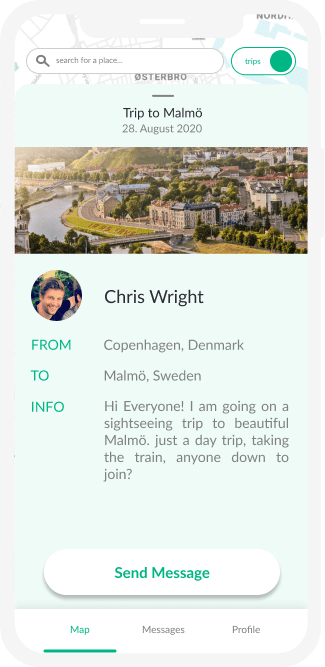 search for a place...
trips
ØSTERBRO
Trip to Malmö
28. August 2020
Chris Wright
FROM
Copenhagen, Denmark
TO
Malmö, Sweden
INFO
Hi Everyone! I am going on a
sightseeing trip to beautiful
Malmö. just a day trip, taking
the train, anyone down to
join?
Send Message
Map
Messages
Profile